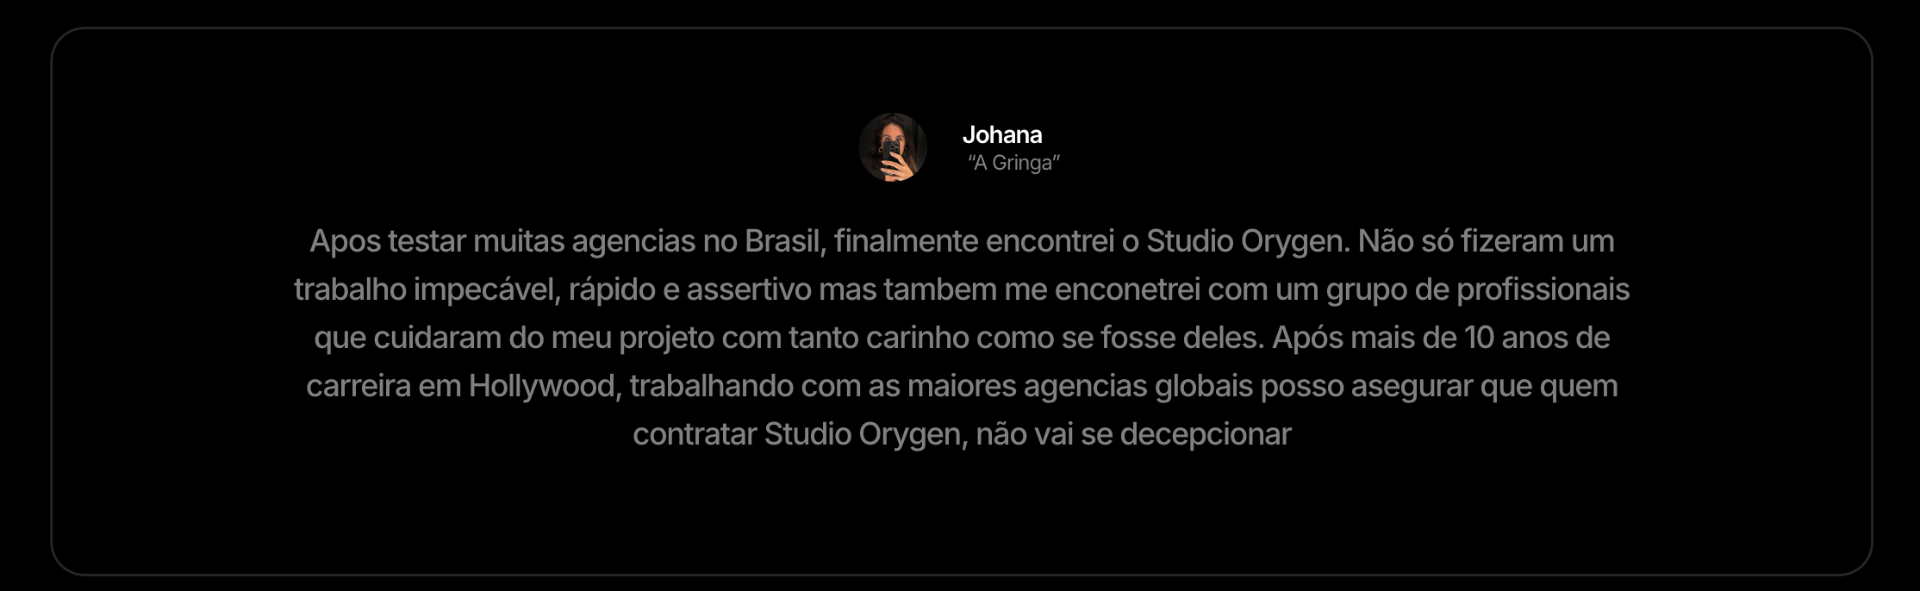 Johana
“A Gringa”
Apos testar muitas agencias no Brasil, finalmente encontrei o Studio Orygen. Não só fizeram um
trabalho impecável, rápido e assertivo mas tambem me enconetrei com um grupo de profissionais
que cuidaram do meu projeto com tanto carinho como se fosse deles. Após mais de 10 anos de
carreira em Hollywood, trabalhando com as maiores agencias globais posso asegurar que quem
contratar Studio Orygen, não vai se decepcionar